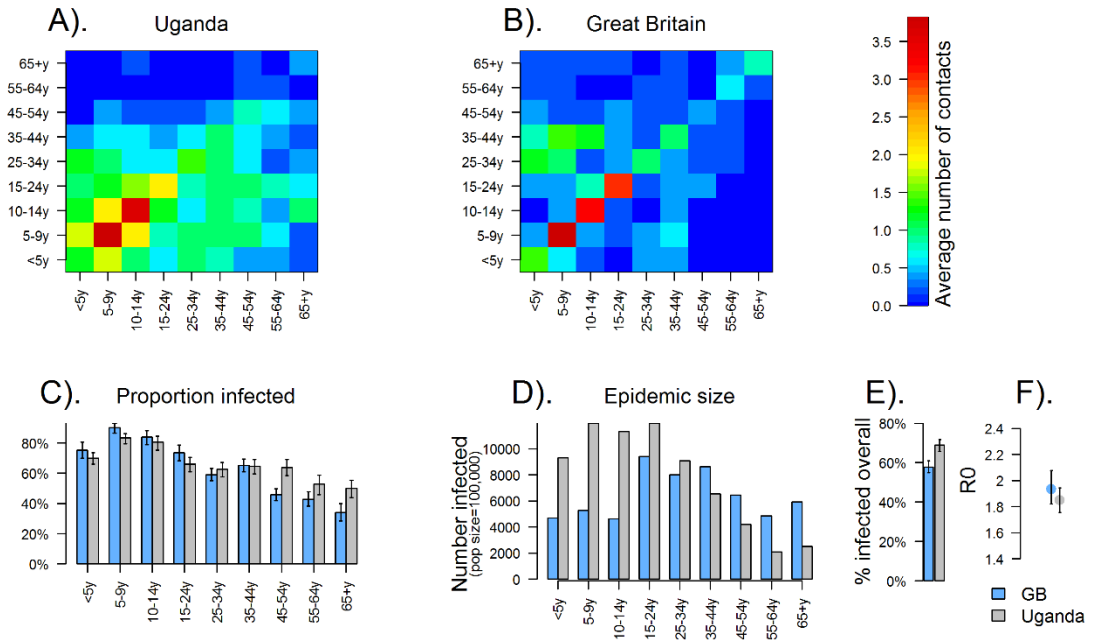 A).
Uganda
65+y
55-64y
45-54y
35-44y
25-34y
15-24y
10-14y
5-9y
<5y
<5y
5-9y
10-14y
15-24y
25-34y
35-44y
45-54y
55-64y
65+y
B).
Great Britain
65+y
55-64y
45-54y
35-44y
25-34y
15-24y
10-14y
5-9y
<5y
<5y
5-9y
10-14y
15-24y
25-34y
35-44y
45-54y
55-64y
65+y
3.5
3.0
2.5
2.0
1.5
1.0
0.5
0.0
Average number of contacts
C).
Proportion infected
80%
60%
40%
20%
0%
<5y
5-9y
10-14y
15-24y
25-34y
35-44y
45-54y
55-64y
65+y
D).
Epidemic size
Number infected
(pop size=100,000)
10000
8000
6000
4000
2000
0
<5y
5-9y
10-14y
15-24y
25-34y
35-44y
45-54y
55-64y
65+y
E).
% infected overall
80%
60%
40%
20%
0%
F).
R0
2.4
2.2
2
1.8
1.6
1.4
GB
Uganda